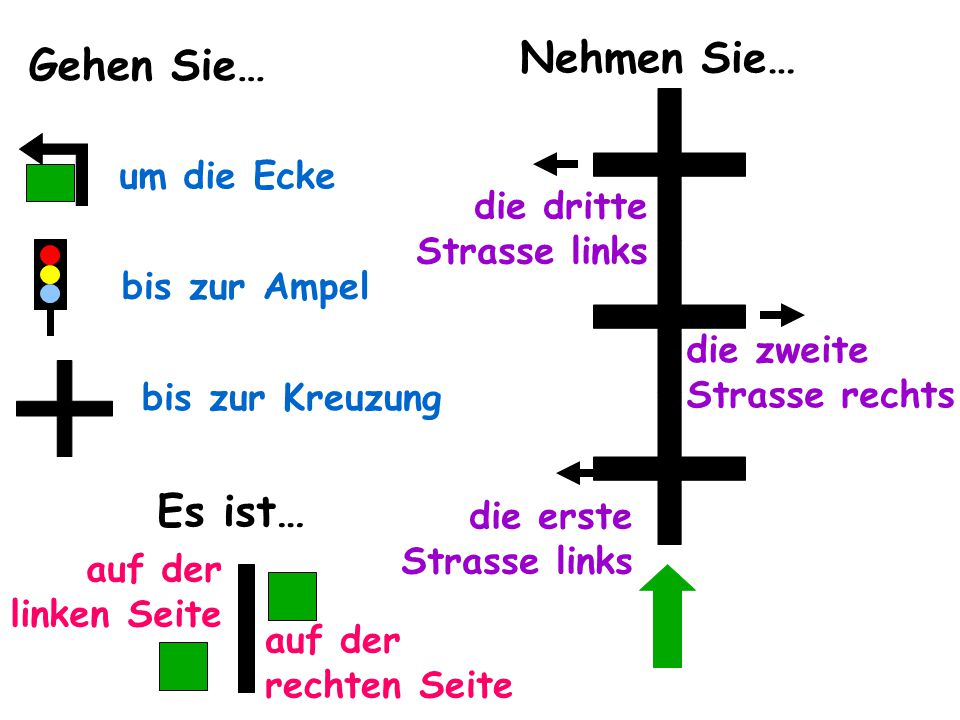 Gehen Sie…
um die Ecke
bis zur Ampel
bis zur Kreuzung
Nehmen Sie…
die dritte
Strasse links
die zweite
Strasse rechts
die erste
Strasse links
Es ist…
auf der
linken Seite
auf der
rechten Seite